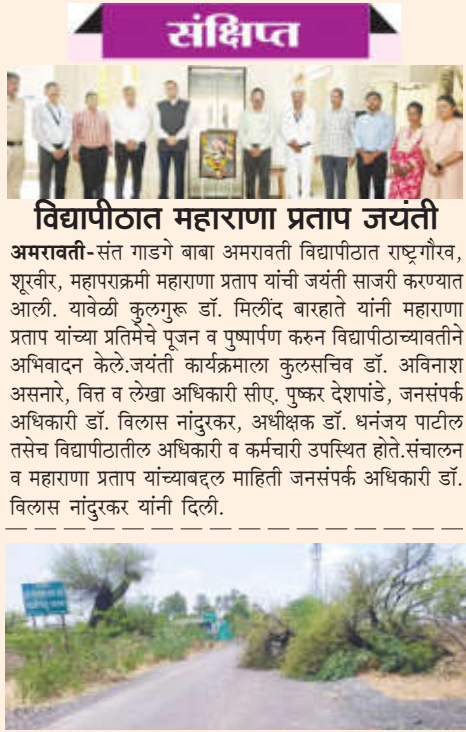 संक्षिप्त
विद्यापीठात महाराणा प्रताप जयंती
अमरावती-संत गाडगे बाबा अमरावती विद्यापीठात राष्ट्रगौरव,
शूरवीर, महापराक्रमी महाराणा प्रताप यांची जयंती साजरी करण्यात
आली. यावेळी कुलगुरू डॉ. मिलींद बारहाते यांनी महाराणा
प्रताप यांच्या प्रतिमेचे पूजन व पुष्पार्पण करुन विद्यापीठाच्यावतीने
अभिवादन केले.जयंती कार्यक्रमाला कुलसचिव डॉ. अविनाश
असनारे, वित्त व लेखा अधिकारी सीए. पुष्कर देशपांडे, जनसंपर्क
अधिकारी डॉ. विलास नांदुरकर, अधीक्षक डॉ. धनंजय पाटील
तसेच विद्यापीठातील अधिकारी व कर्मचारी उपस्थित होते.संचालन
व महाराणा प्रताप यांच्याबद्दल माहिती जनसंपर्क अधिकारी डॉ.
विलास नांदुरकर यांनी दिली.